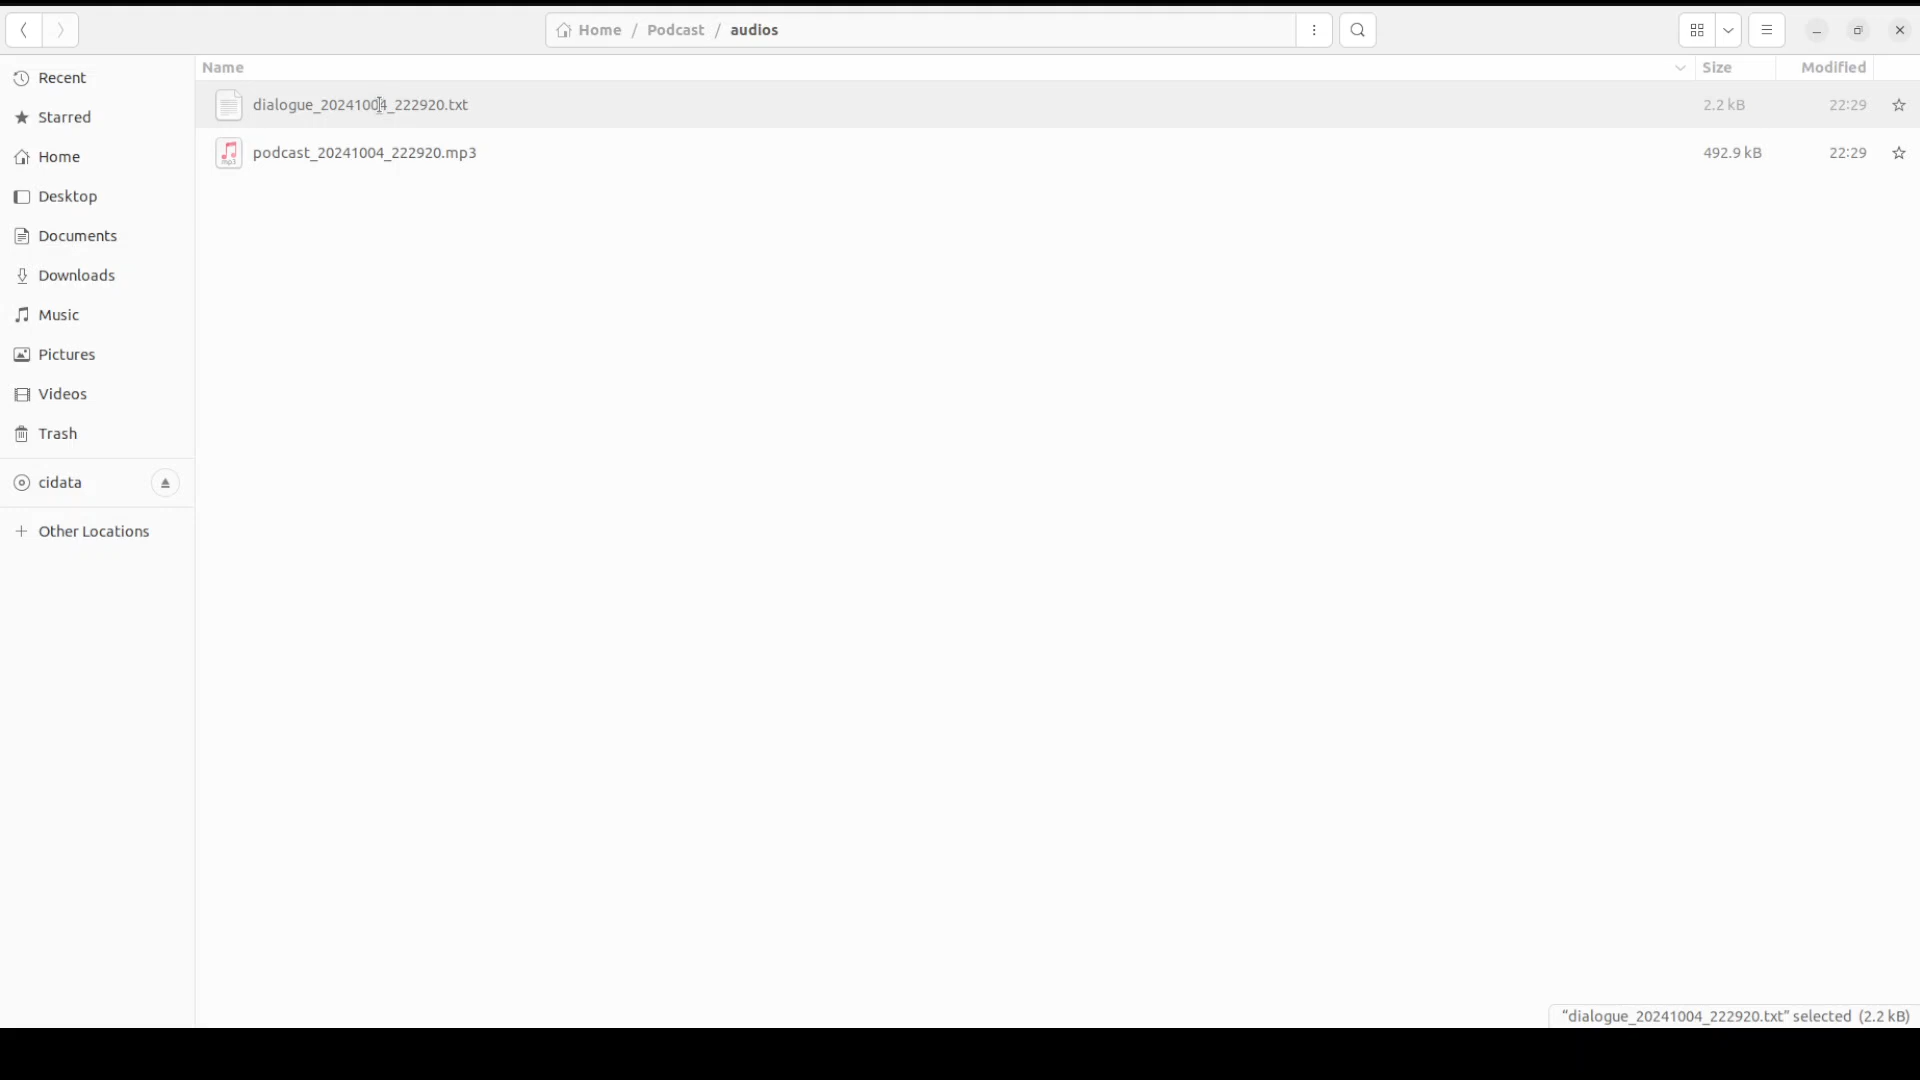 Home / Podcast / audios
Recent
Starred
Home
Desktop
Documents
Downloads
Music
Pictures
Videos
Trash
cidata
Other Locations
Name Size Modified
dialogue_20241004_222920.txt 2.2 kB 22:29
mp3
podcast_20241004_222920.mp3 492.9 kB 22:29
“dialogue_20241004_222920.txt” selected (2.2 kB)